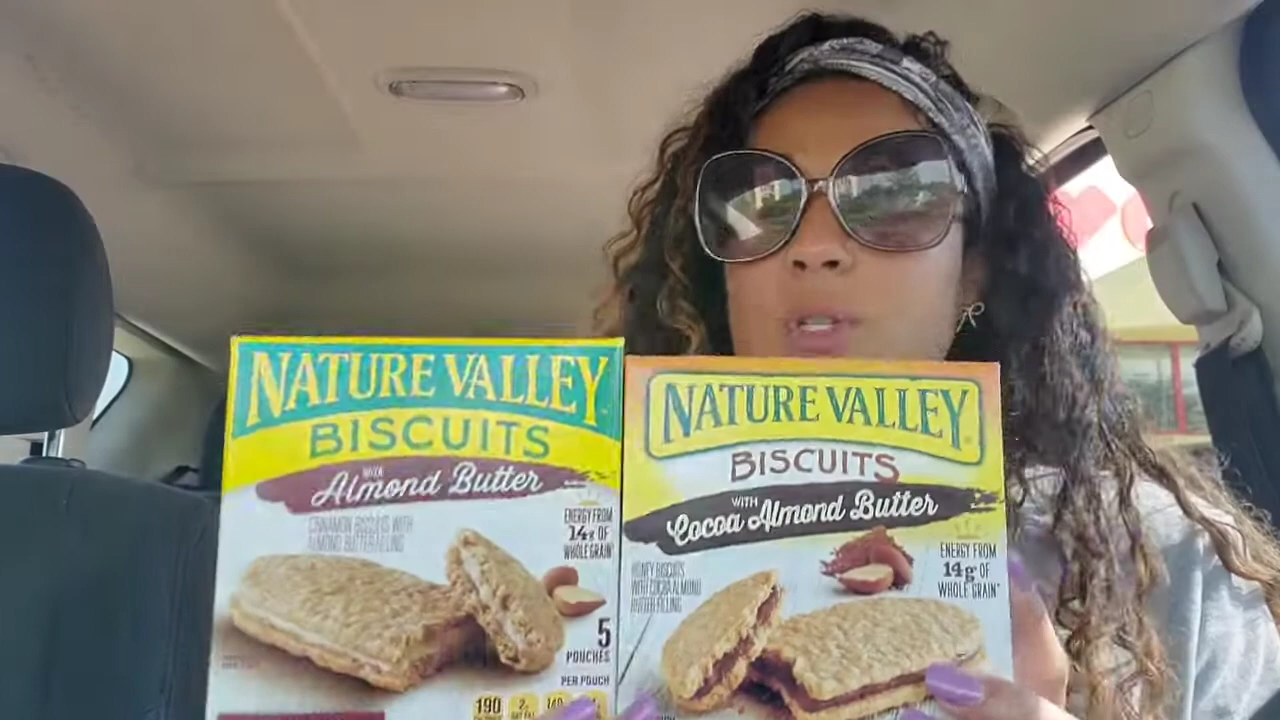 NATURE VALLEY
BISCUITS
WITH
Almond Butter
CINNAMON BISCUITS WITH
ALMOND BUTTER FILLING
ENERGY FROM
14g OF
WHOLE GRAIN
5
POUCHES
PER POUCH
190
NATURE VALLEY
BISCUITS
WITH
Cocoa Almond Butter
HONEY BISCUITS
WITH COCOA ALMOND
BUTTER FILLING
ENERGY FROM
14g OF
WHOLE GRAIN*